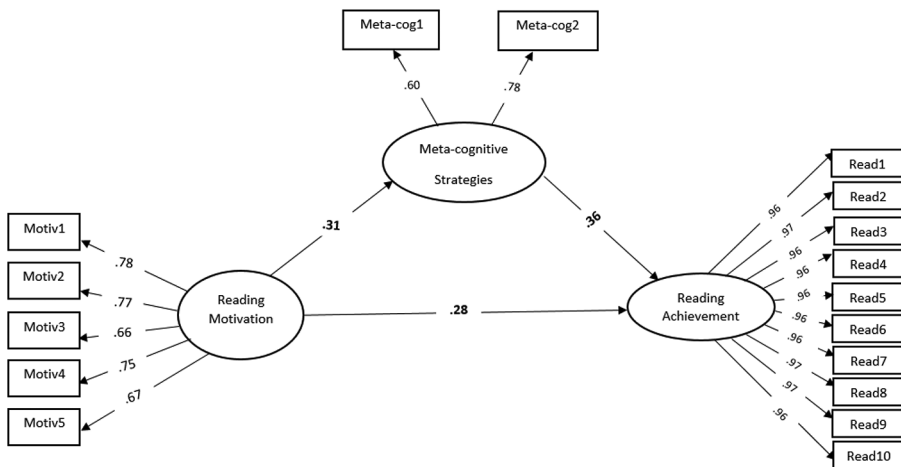 Meta-cog1
Meta-cog2
.60
.78
Meta-cognitive
Strategies
.31
.36
Motiv1
Motiv2
Motiv3
Motiv4
Motiv5
.78
.77
.66
.75
.67
Reading
Motivation
.28
Reading
Achievement
.96
.97
.96
.96
.96
.96
.96
.97
.97
.96
Read1
Read2
Read3
Read4
Read5
Read6
Read7
Read8
Read9
Read10